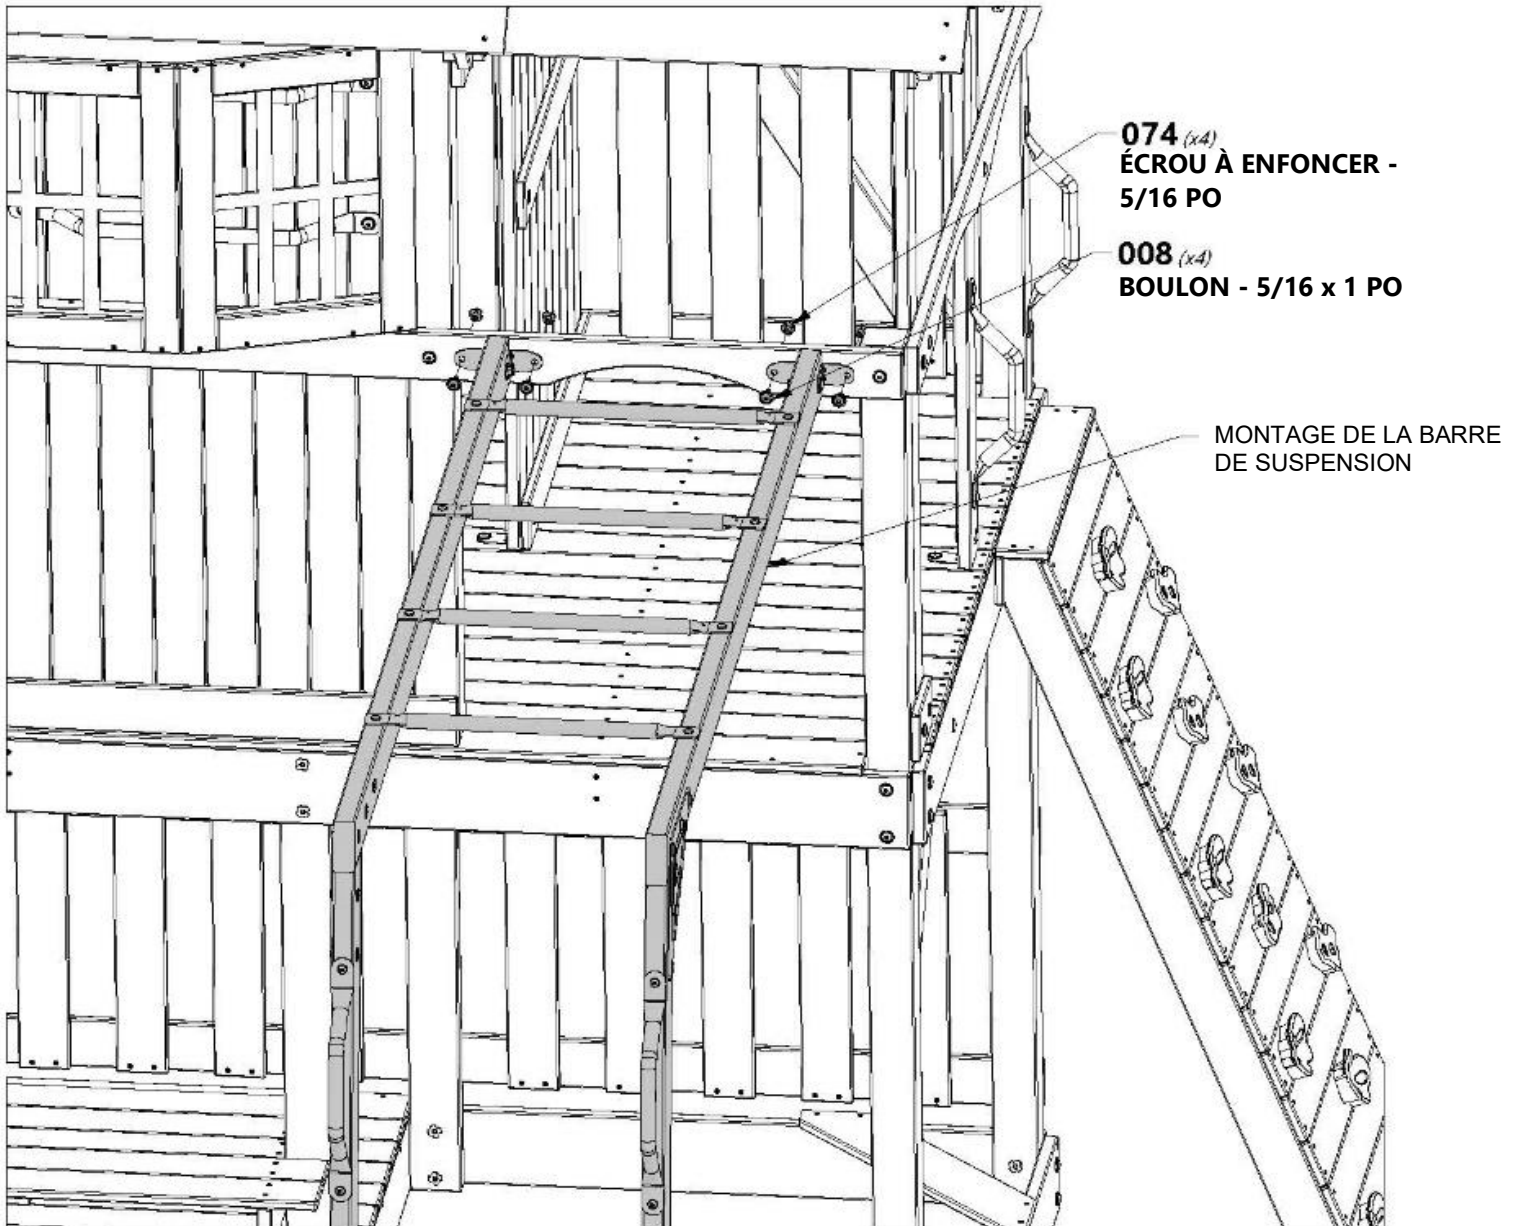 074 (x4)
ÉCROU À ENFONCER -
5/16 PO
008 (x4)
BOULON - 5/16 x 1 PO
MONTAGE DE LA BARRE
DE SUSPENSION